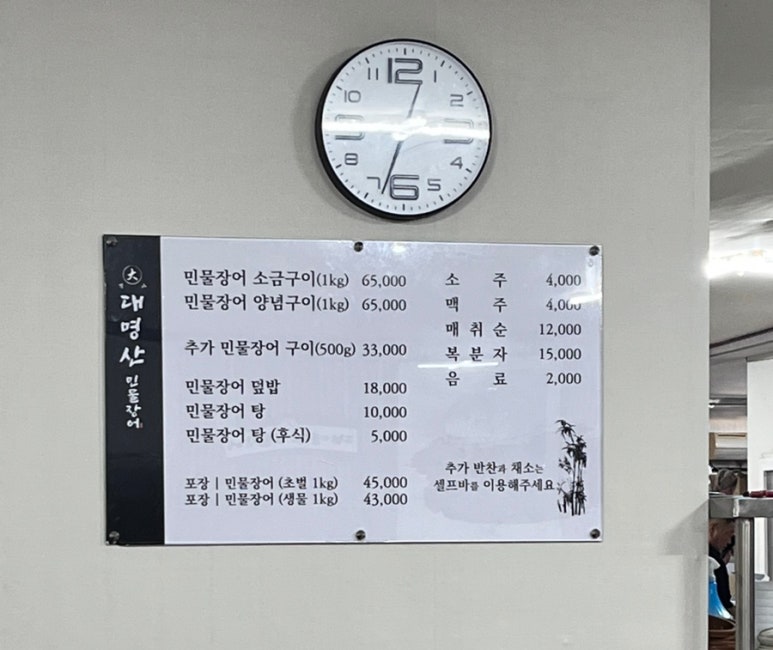 12
11
1
10
2
8
4
7
6
5
大
대명산
민물장어
민물장어 소금구이(1kg) 65,000
민물장어 양념구이(1kg) 65,000
추가 민물장어 구이(500g) 33,000
민물장어 덮밥 18,000
민물장어 탕 10,000
민물장어 탕 (후식) 5,000
포장 | 민물장어 (초벌 1kg) 45,000
포장 | 민물장어 (생물 1kg) 43,000
소 주 4,000
맥 주 4,000
매 취 순 12,000
복 분 자 15,000
음 료 2,000
추가 반찬과 채소는
셀프바를 이용해주세요